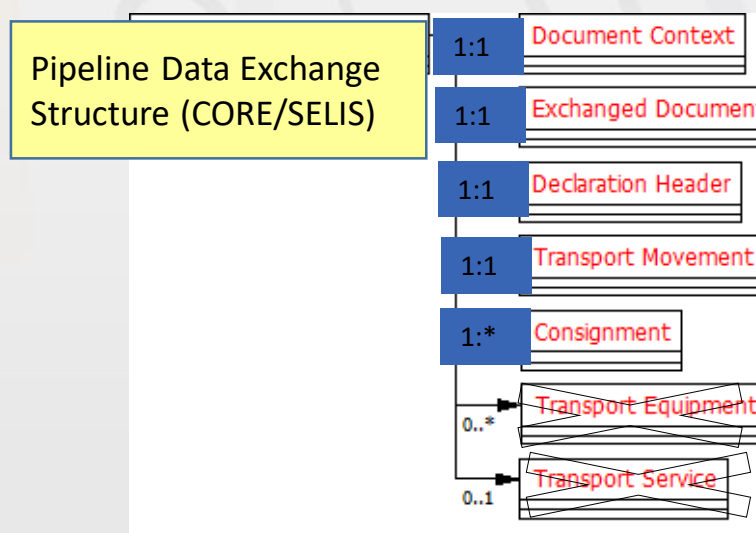 Pipeline Data Exchange
Structure (CORE/SELIS)
1:1
Document Context
1:1
Exchanged Documen
1:1
Declaration Header
1:1
Transport Movement
1:*
Consignment
0..*
Transport Equipment
0..1
Transport Service